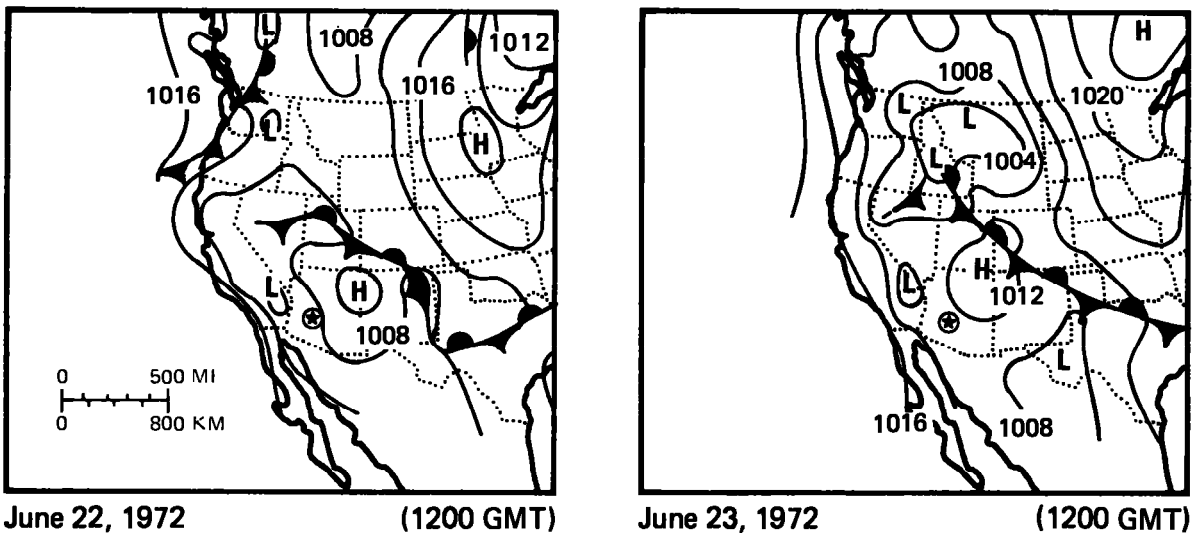 L
1008
1012
1016
1016
L
H
L
H
1008
0 500 MI
0 800 KM
June 22, 1972 (1200 GMT)
H
1008
1020
L
L
L
1004
H
L
1012
L
1016
1008
June 23, 1972 (1200 GMT)